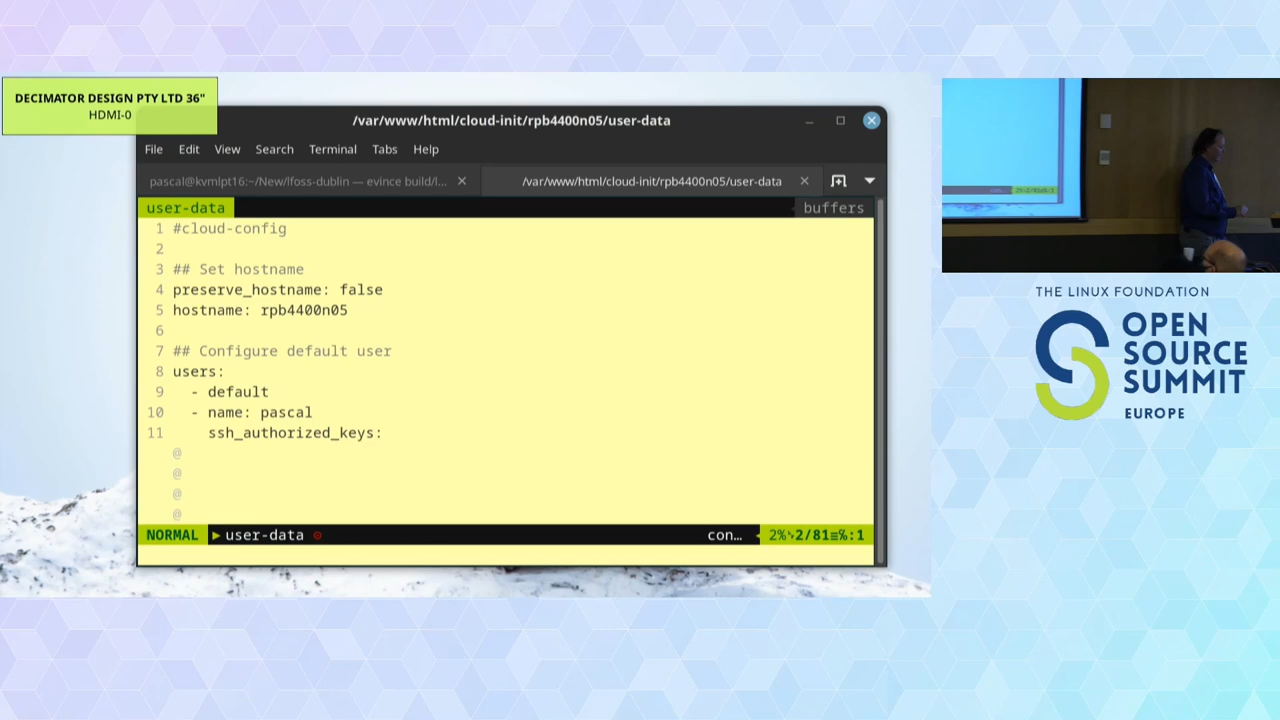 DECIMATOR DESIGN PTY LTD 36"
HDMI-0
/var/www/html/cloud-init/rpb4400n05/user-data
File Edit View Search Terminal Tabs Help
pascal@kvmlpt16:~/New/lfoss-dublin — evince build/l...
/var/www/html/cloud-init/rpb4400n05/user-data
user-data
buffers
1 #cloud-config
2
3 ## Set hostname
4 preserve_hostname: false
5 hostname: rpb4400n05
6
7 ## Configure default user
8 users:
9   - default
10   - name: pascal
11     ssh_authorized_keys:
@
@
@
@
NORMAL user-data con… 2% 2/81≡%:1
THE LINUX FOUNDATION
OPEN
SOURCE
SUMMIT
EUROPE